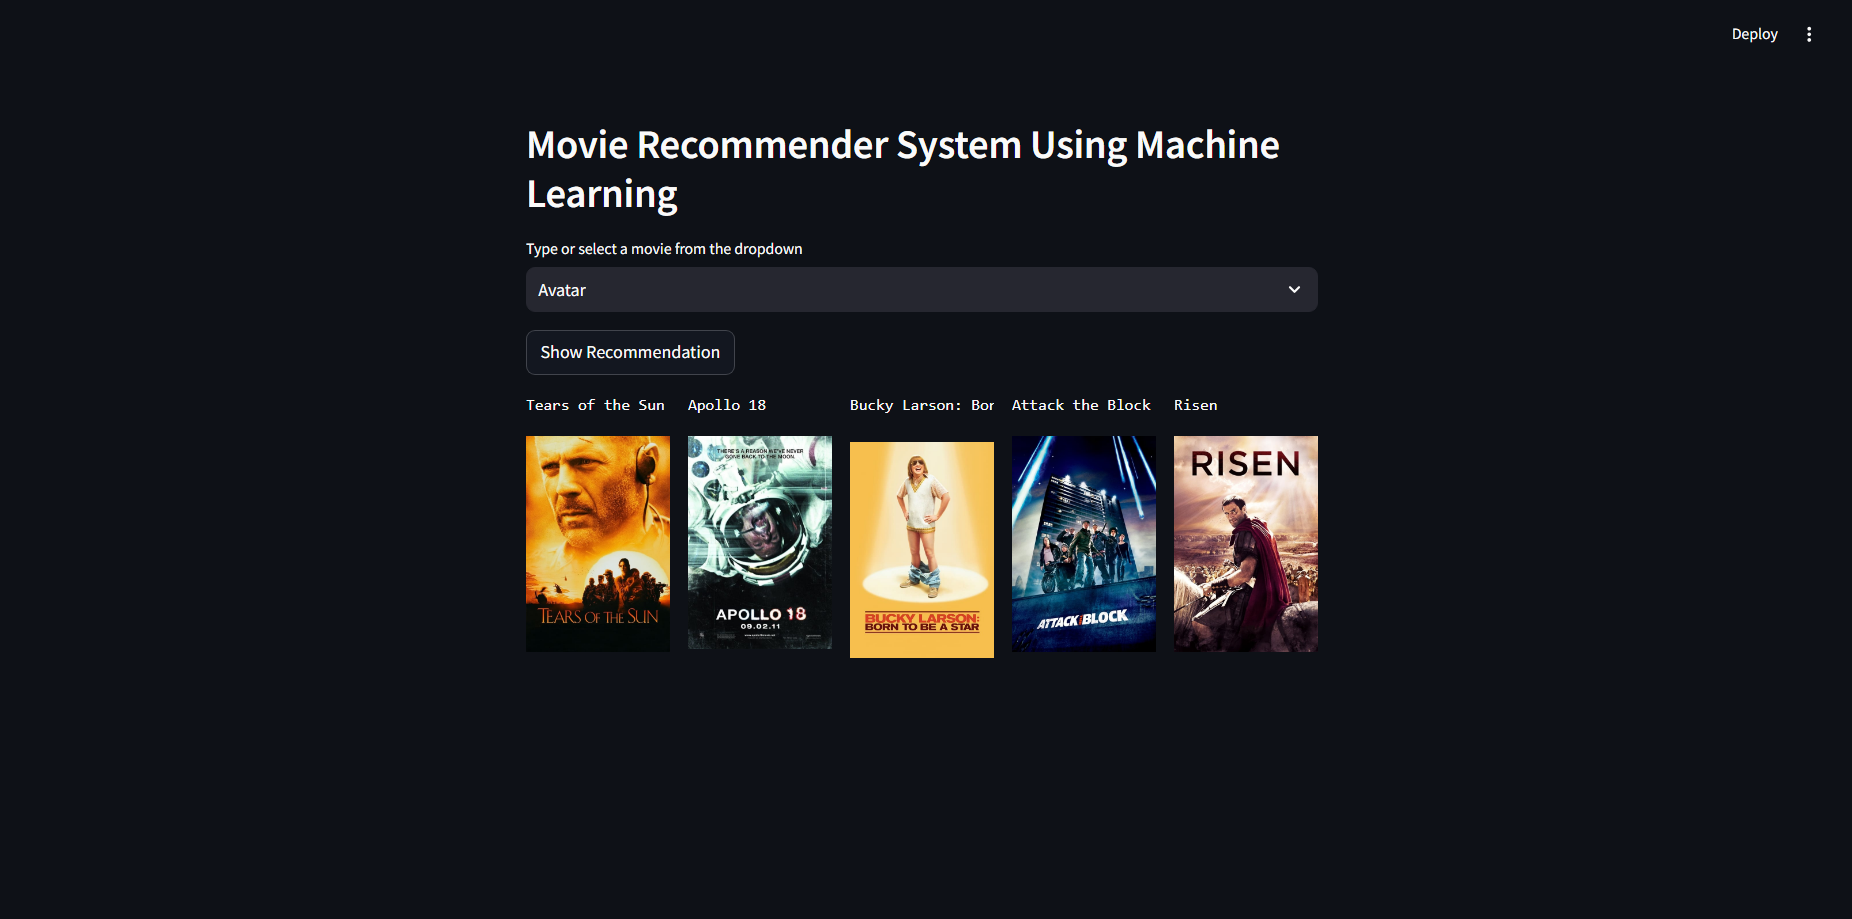 Deploy
Movie Recommender System Using Machine
Learning
Type or select a movie from the dropdown
Avatar
Show Recommendation
Tears of the Sun
Apollo 18
Bucky Larson: Bor
Attack the Block
Risen
TEARS OF THE SUN
THERE'S A REASON WE'VE NEVER
GONE BACK TO THE MOON.
APOLLO 18
09.02.11
BUCKY LARSON:
BORN TO BE A STAR
ATTACK THE BLOCK
RISEN